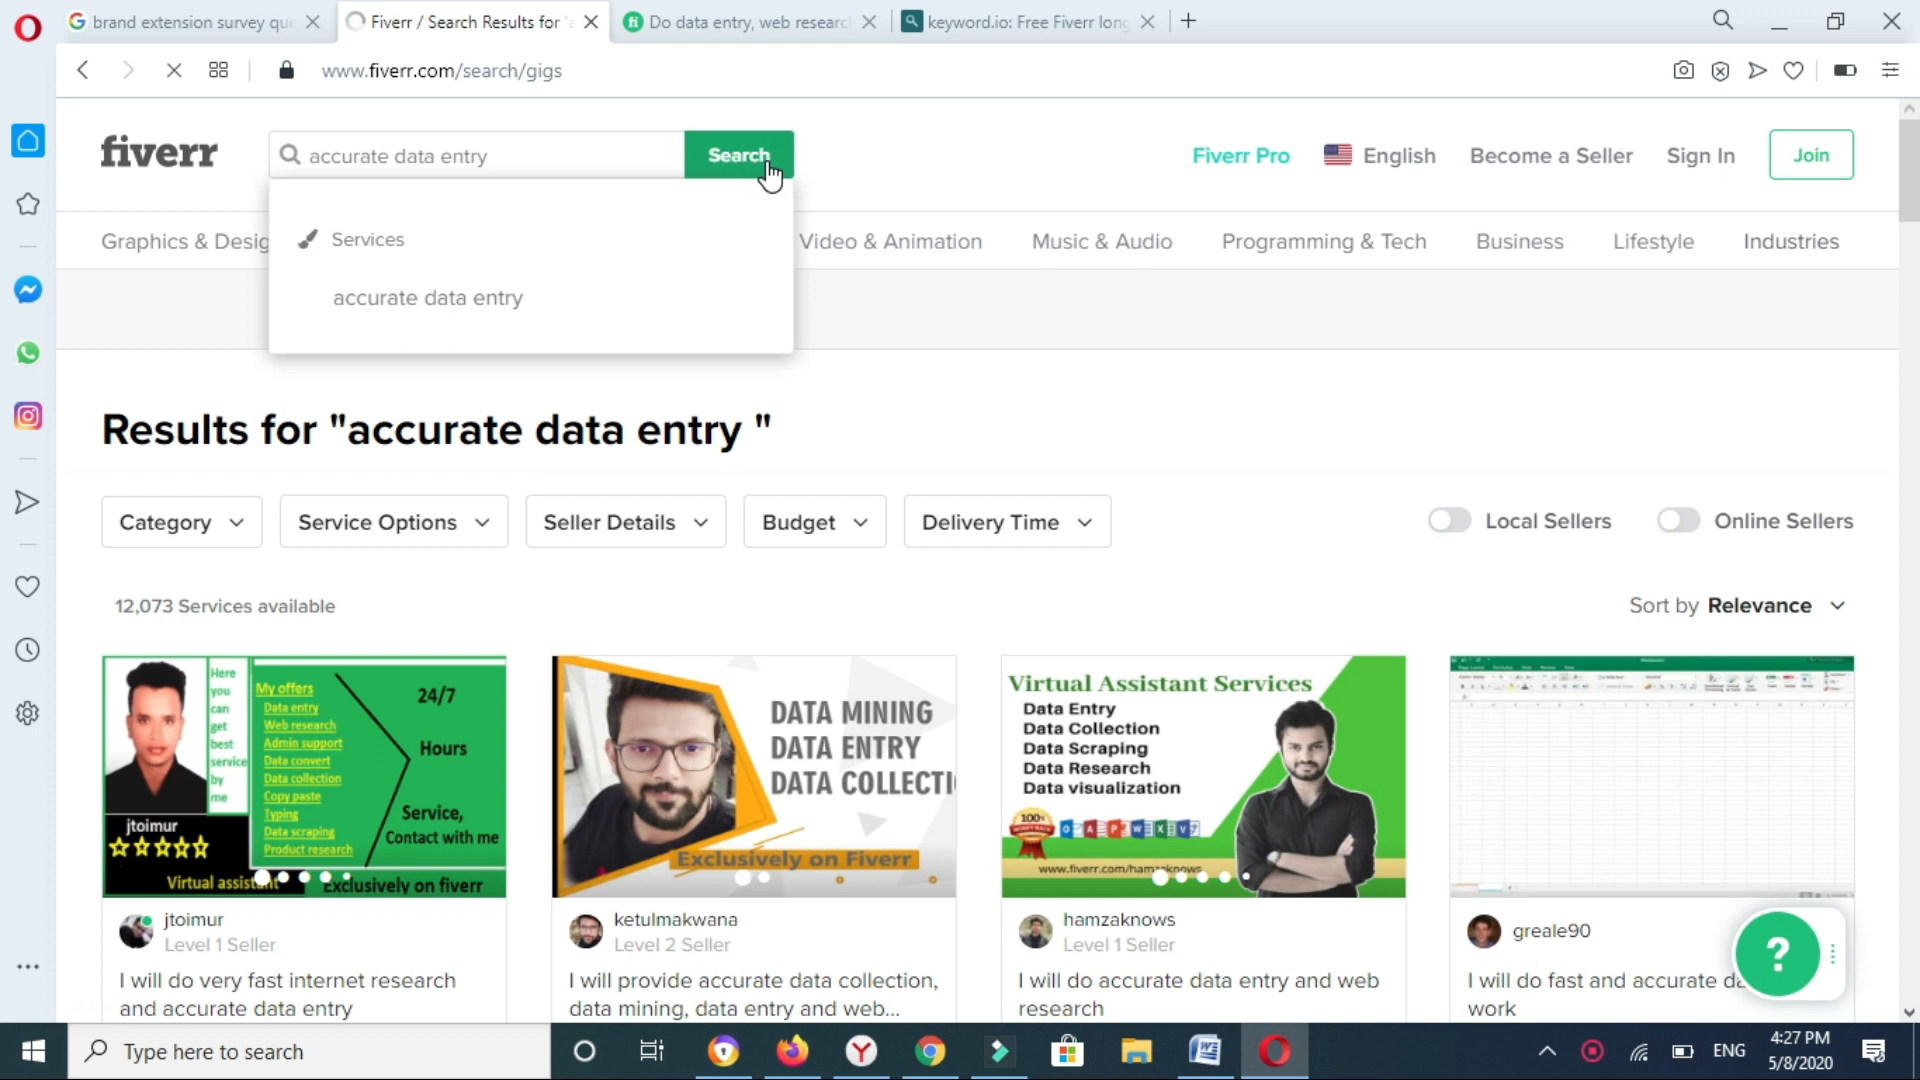 brand extension survey que
Fiverr / Search Results for 'a
Do data entry, web researc
keyword.io: Free Fiverr long
www.fiverr.com/search/gigs
fiverr
accurate data entry
Search
Fiverr Pro
English
Become a Seller
Sign In
Join
Services
accurate data entry
Graphics & Desig
Video & Animation
Music & Audio
Programming & Tech
Business
Lifestyle
Industries
Results for "accurate data entry "
Category
Service Options
Seller Details
Budget
Delivery Time
Local Sellers
Online Sellers
12,073 Services available
Sort by Relevance
Here
you
can
get
best
service
by
me
My offers
Data entry
Web research
Admin support
Data convert
Data collection
Copy paste
Typing
Data scraping
Product research
24/7
Hours
Service,
Contact with me
jtoimur
Virtual assistant
Exclusively on fiverr
DATA MINING
DATA ENTRY
DATA COLLECTI
Exclusively on Fiverr
Virtual Assistant Services
Data Entry
Data Collection
Data Scraping
Data Research
Data visualization
100%
www.fiverr.com/hamzaknows
jtoimur
Level 1 Seller
I will do very fast internet research
and accurate data entry
ketulmakwana
Level 2 Seller
I will provide accurate data collection,
data mining, data entry and web...
hamzaknows
Level 1 Seller
I will do accurate data entry and web
research
greale90
I will do fast and accurate da
work
?
Type here to search
ENG
4:27 PM
5/8/2020